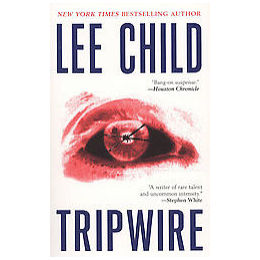 NEW YORK TIMES BESTSELLING AUTHOR
LEE CHILD
"Bang-on suspense."
—Houston Chronicle
"A writer of rare talent
and uncommon intensity."
—Stephen White
TRIPWIRE